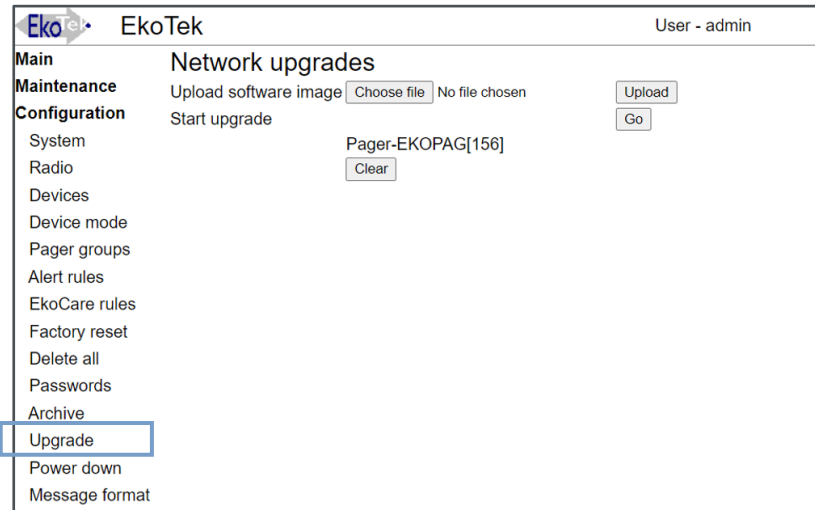 EkoTek EkoTek User - admin
Main
Maintenance
Configuration
System
Radio
Devices
Device mode
Pager groups
Alert rules
EkoCare rules
Factory reset
Delete all
Passwords
Archive
Upgrade
Power down
Message format
Network upgrades
Upload software image Choose file No file chosen Upload
Start upgrade Go
Pager-EKOPAG[156]
Clear